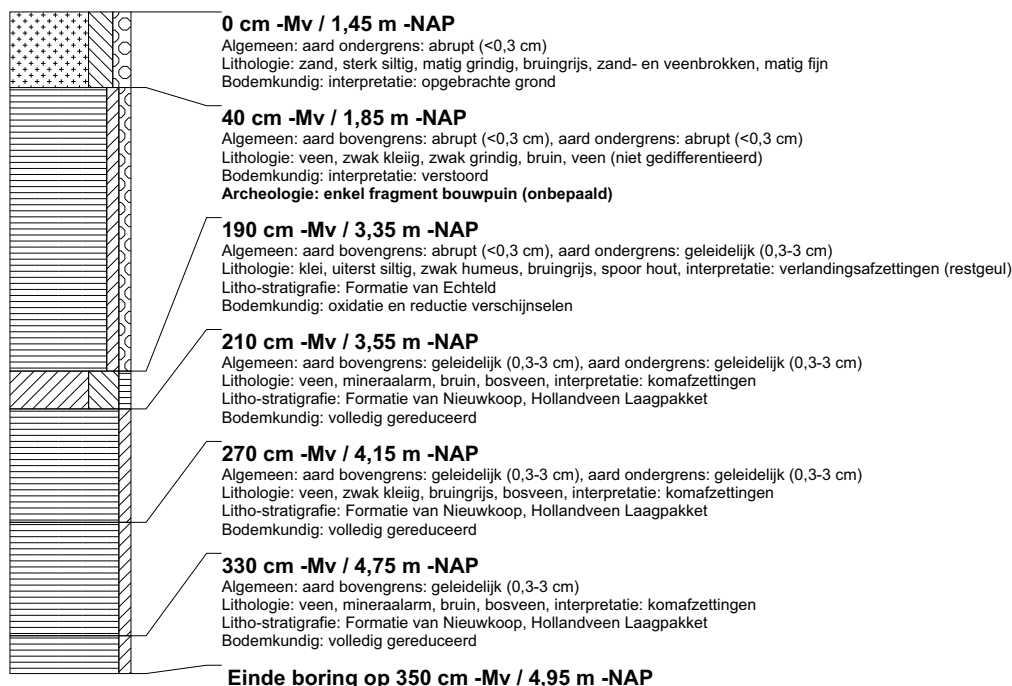 0 cm -Mv / 1,45 m -NAP
Algemeen: aard ondergrens: abrupt (<0,3 cm)
Lithologie: zand, sterk siltig, matig grindig, bruingrijs, zand- en veenbrokken, matig fijn
Bodemkundig: interpretatie: opgebrachte grond
40 cm -Mv / 1,85 m -NAP
Algemeen: aard bovengrens: abrupt (<0,3 cm), aard ondergrens: abrupt (<0,3 cm)
Lithologie: veen, zwak kleiig, zwak grindig, bruin, veen (niet gedifferentieerd)
Bodemkundig: interpretatie: verstoord
Archeologie: enkel fragment bouwpuin (onbepaald)
190 cm -Mv / 3,35 m -NAP
Algemeen: aard bovengrens: abrupt (<0,3 cm), aard ondergrens: geleidelijk (0,3-3 cm)
Lithologie: klei, uiterst siltig, zwak humeus, bruingrijs, spoor hout, interpretatie: verlandingsafzettingen (restgeul)
Litho-stratigrafie: Formatie van Echteld
Bodemkundig: oxidatie en reductie verschijnselen
210 cm -Mv / 3,55 m -NAP
Algemeen: aard bovengrens: geleidelijk (0,3-3 cm), aard ondergrens: geleidelijk (0,3-3 cm)
Lithologie: veen, mineraalarm, bruin, bosveen, interpretatie: komafzettingen
Litho-stratigrafie: Formatie van Nieuwkoop, Hollandveen Laagpakket
Bodemkundig: volledig gereduceerd
270 cm -Mv / 4,15 m -NAP
Algemeen: aard bovengrens: geleidelijk (0,3-3 cm), aard ondergrens: geleidelijk (0,3-3 cm)
Lithologie: veen, zwak kleiig, bruingrijs, bosveen, interpretatie: komafzettingen
Litho-stratigrafie: Formatie van Nieuwkoop, Hollandveen Laagpakket
Bodemkundig: volledig gereduceerd
330 cm -Mv / 4,75 m -NAP
Algemeen: aard bovengrens: geleidelijk (0,3-3 cm)
Lithologie: veen, mineraalarm, bruin, bosveen, interpretatie: komafzettingen
Litho-stratigrafie: Formatie van Nieuwkoop, Hollandveen Laagpakket
Bodemkundig: volledig gereduceerd
Einde boring op 350 cm -Mv / 4,95 m -NAP